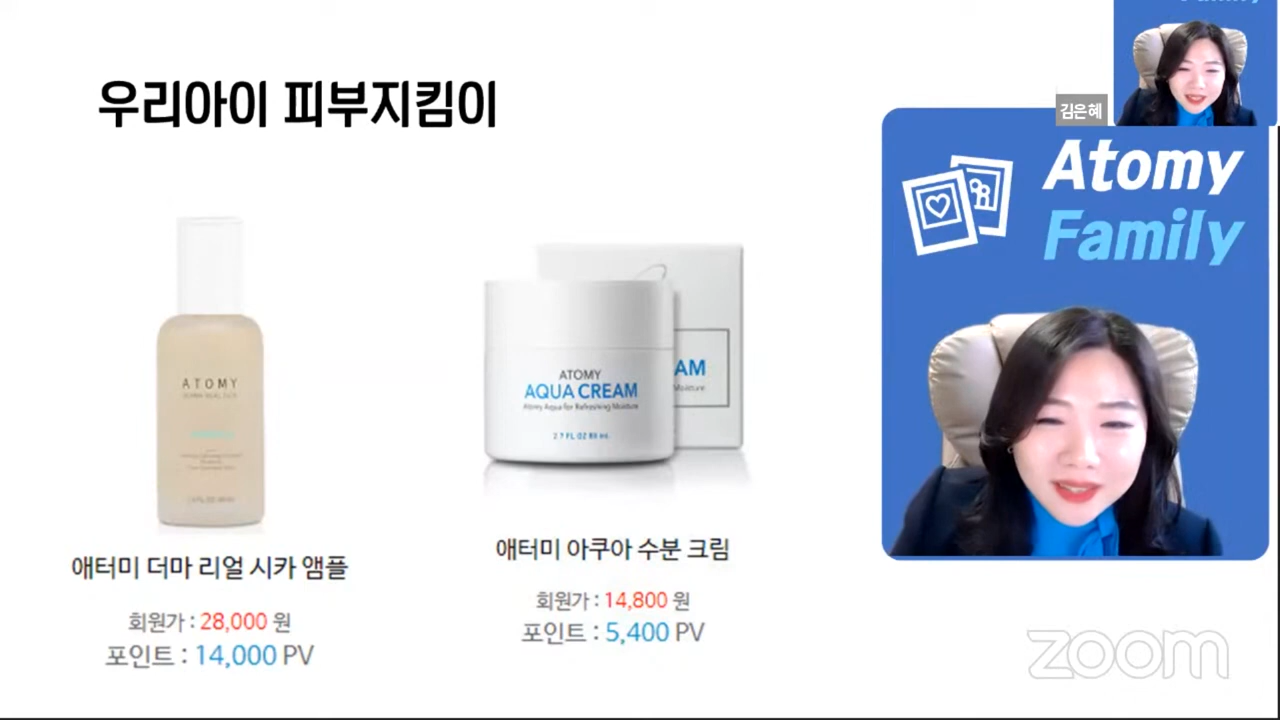 우리아이 피부지킴이
김은혜
Atomy
Family
ATOMY
ATOMY
AQUA CREAM
Atomy Aqua for Refreshing Moisture
2.7 FL OZ 80 mL
AM
Moisture
애터미 더마 리얼 시카 앰플
회원가 : 28,000 원
포인트 : 14,000 PV
애터미 아쿠아 수분 크림
회원가 : 14,800 원
포인트 : 5,400 PV
zoom